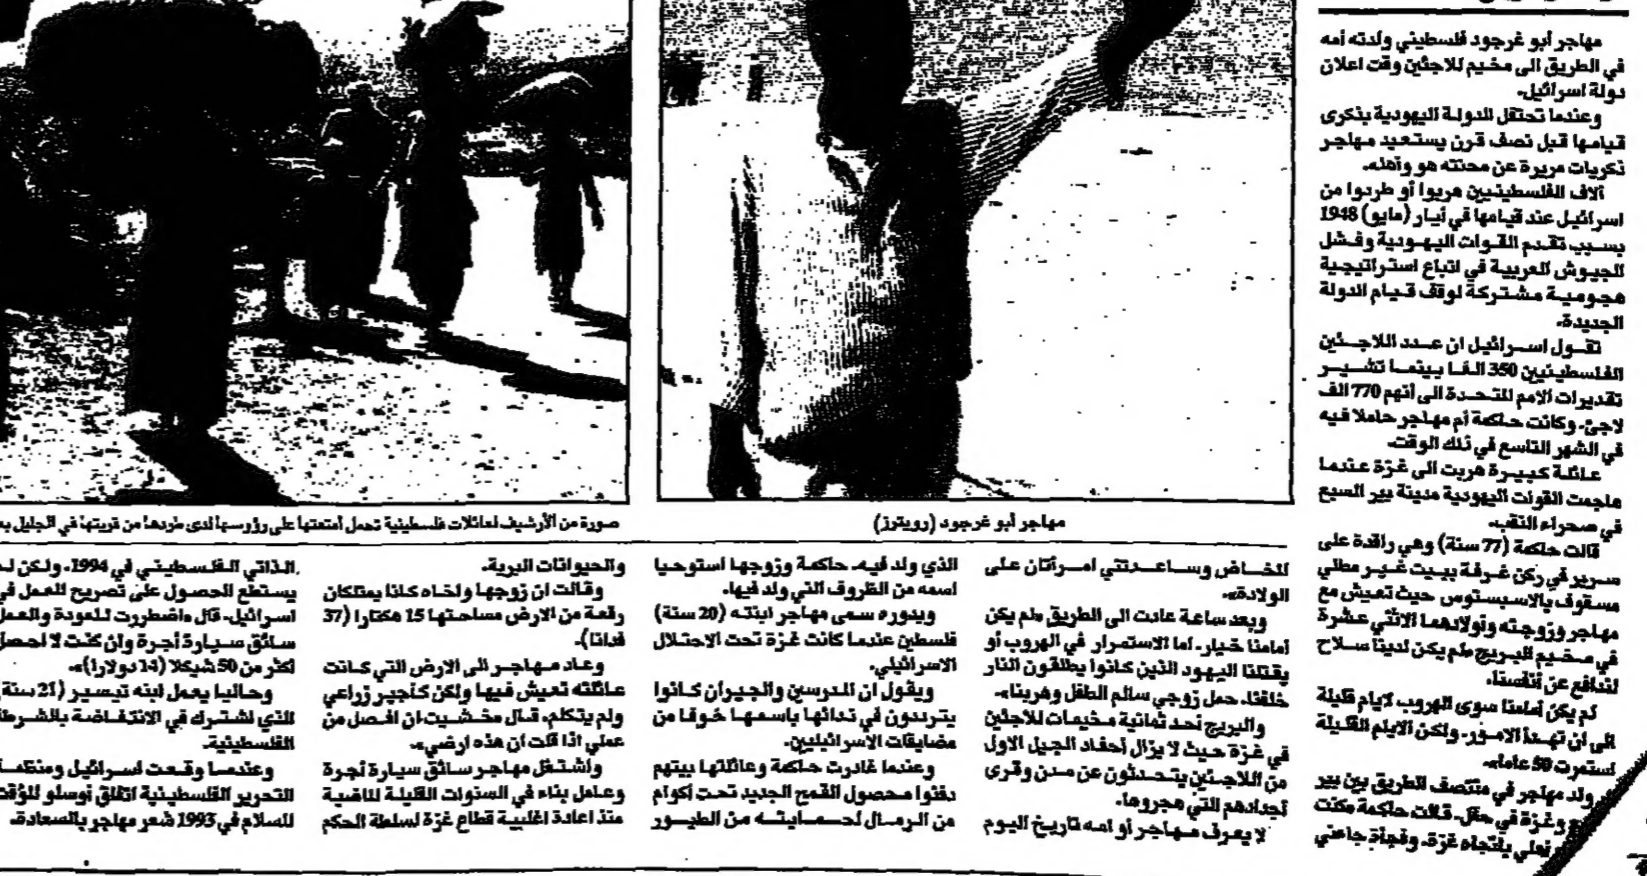 مهاجر أبو غرجود فلسطيني ولدته أمه
في الطريق الى مخيم للاجئين وقت اعلان
دولة اسرائيل.
وعندما تحتفل الدولة اليهودية بذكرى
قيامها قبل نصف قرن يستعيد مهاجر
ذكريات مريرة عن محنته هو وأهله.
آلاف الفلسطينيين هربوا أو طردوا من
اسرائيل عند قيامها في أيار (مايو) 1948
بسبب تقدم القوات اليهودية وفشل
الجيوش العربية في اتباع استراتيجية
هجومية مشتركة لوقف قيام الدولة
الجديدة.
تقول اسرائيل ان عدد اللاجئين
الفلسطينيين 350 الفا بينما تشير
تقديرات الامم المتحدة الى أنهم 770 الف
لاجئ. وكانت حاكمة أم مهاجر حاملا فيه
في الشهر التاسع في ذلك الوقت.
عائلة كبيرة هربت الى غزة عندما
هاجمت القوات اليهودية مدينة بير السبع
في صحراء النقب.
قالت حاكمة (77 سنة) وهي راقدة على
سرير في ركن غرفة ببيت غير مطلي
مسقوف بالاسبستوس حيث تعيش مع
مهاجر وزوجته وأولادهما الاثني عشرة
في مخيم البريج «لم يكن لدينا سلاح
لندافع عن أنفسنا.
لم يكن أمامنا سوى الهروب لايام قليلة
الى ان تهدأ الامور. ولكن الايام القليلة
استمرت 50 عاما».
ولد مهاجر في منتصف الطريق بين بير
وغزة في حقل. قالت حاكمة «كنت
باتجاه غزة. وفجأة جاءني
مهاجر أبو غرجود (رويترز)
صورة من الأرشيف لعائلات فلسطينية تحمل أمتعتها على رؤوسها لدى طردها من قريتها في الجليل
المخاض وساعدتني امرأتان على
الولادة».
وبعد ساعة عادت الى الطريق «لم يكن
أمامنا خيار. اما الاستمرار في الهروب أو
يقتلنا اليهود الذين كانوا يطلقون النار
خلفنا. حمل زوجي سالم الطفل وهربنا».
والبريج أحد ثمانية مخيمات للاجئين
في غزة حيث لا يزال أحفاد الجيل الاول
من اللاجئين يتحدثون عن مدن وقرى
أجدادهم التي هجروها.
لا يعرف مهاجر أو أمه تاريخ اليوم
الذي ولد فيه. حاكمة وزوجها استوحيا
اسمه من الظروف التي ولد فيها.
وبدوره سمى مهاجر ابنته (20 سنة)
فلسطين عندما كانت غزة تحت الاحتلال
الاسرائيلي.
ويقول ان المدرسين والجيران كانوا
يترددون في ندائها باسمها خوفا من
مضايقات الاسرائيليين.
وعندما غادرت حاكمة وعائلتها بيتهم
دفنوا محصول القمح الجديد تحت أكوام
من الرمال لحمايته من الطيور
والحيوانات البرية.
وقالت ان زوجها وأخاه كانا يمتلكان
رقعة من الارض مساحتها 15 هكتارا (37
فدانا).
وعاد مهاجر الى الارض التي كانت
عائلته تعيش فيها ولكن كأجير زراعي
ولم يتكلم. قال «خشيت ان افصل من
عملي اذا قلت أن هذه ارضي».
واشتغل مهاجر سائق سيارة أجرة
وعامل بناء في السنوات القليلة الماضية
منذ اعادة اغلبية قطاع غزة لسلطة الحكم
الذاتي الفلسطيني في 1994. ولكن
يستطع الحصول على تصريح للعمل في
اسرائيل. قال «اضطررت للعودة والعمل
سائق سيارة أجرة وان كنت لا احصل
أكثر من 50 شيكلا (14 دولارا)».
وحاليا يعمل ابنه تيسير (21 سنة)
الذي اشترك في الانتفاضة بالشرطة
الفلسطينية.
وعندما وقعت اسرائيل ومنظمة
التحرير الفلسطينية اتفاق أوسلو المؤقت
للسلام في 1993 شعر مهاجر بالسعادة.